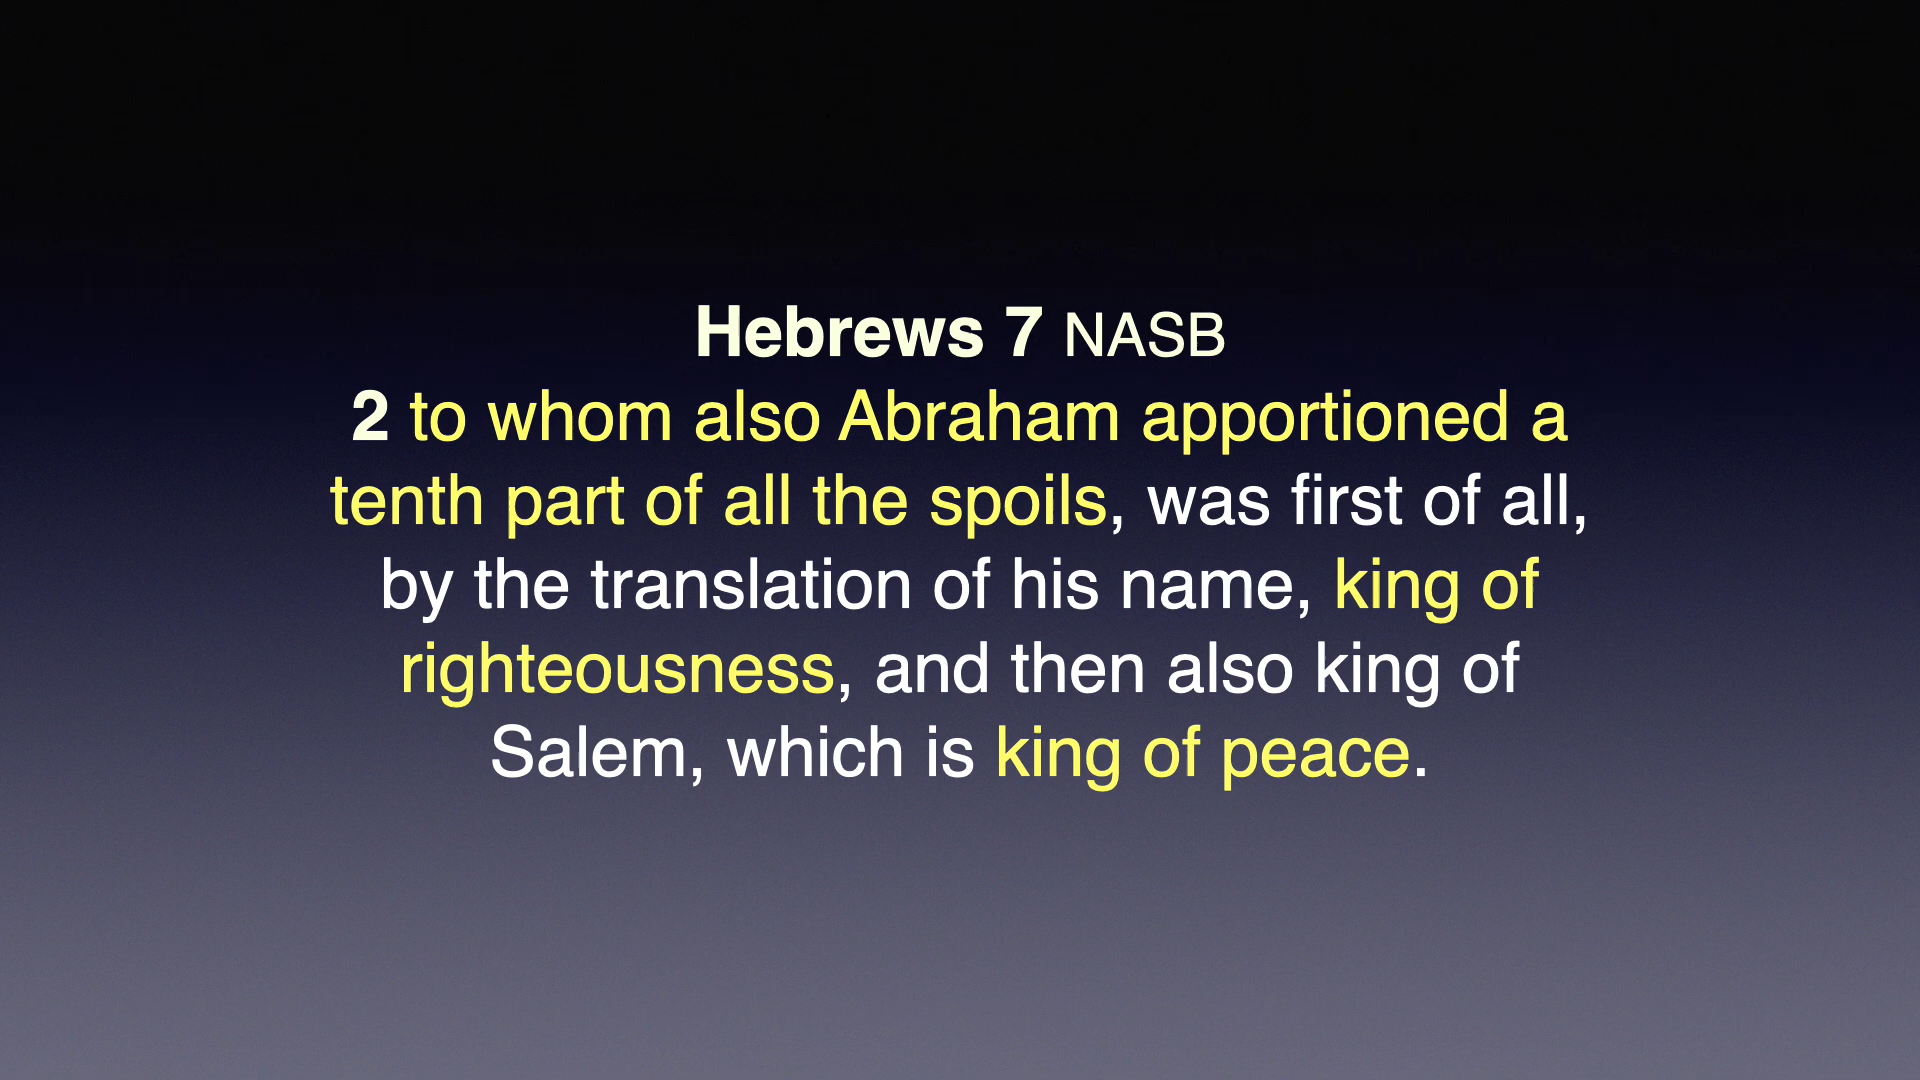 Hebrews 7 NASB
2 to whom also Abraham apportioned a
tenth part of all the spoils, was first of all,
by the translation of his name, king of
righteousness, and then also king of
Salem, which is king of peace.